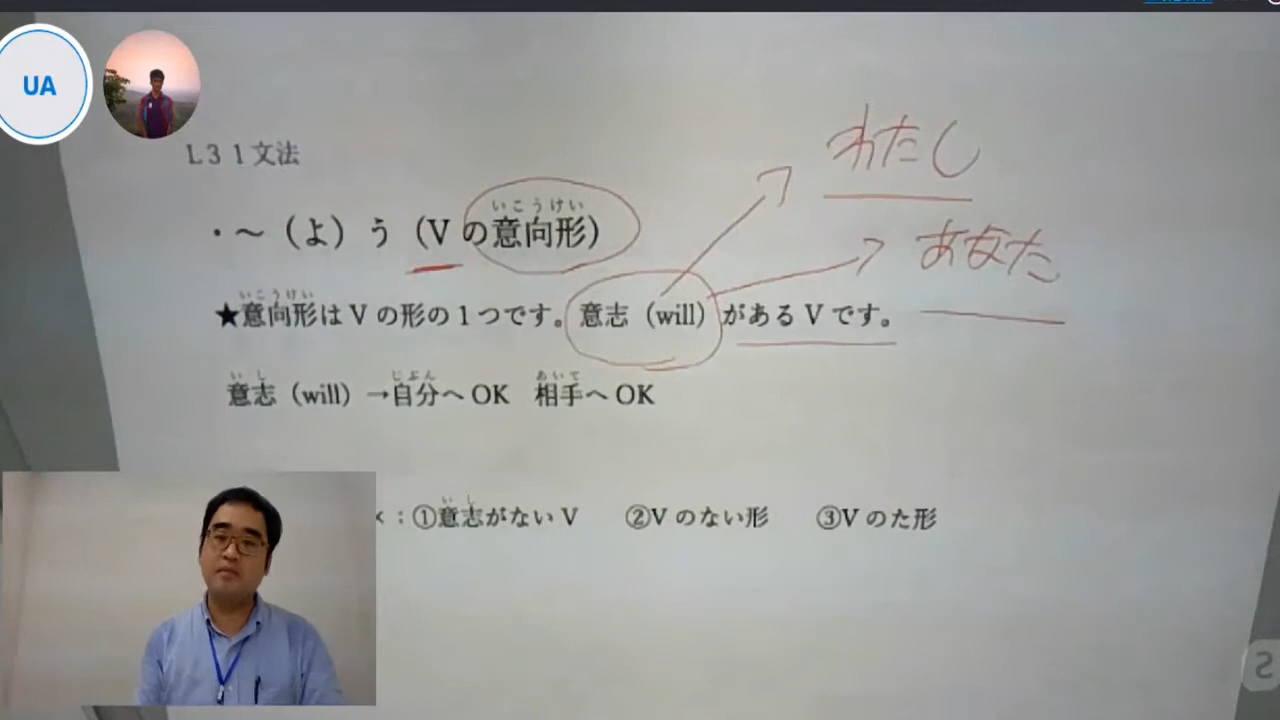 UA
L31文法
わたし
・～(よ)う(Vの意向形)
いこうけい
あなた
★意向形はVの形の1つです。意志(will)があるVです。
いこうけい
意志(will)→自分へOK 相手へOK
いし じぶん あいて
×:①意志がないV ②Vのない形 ③Vのた形
いし